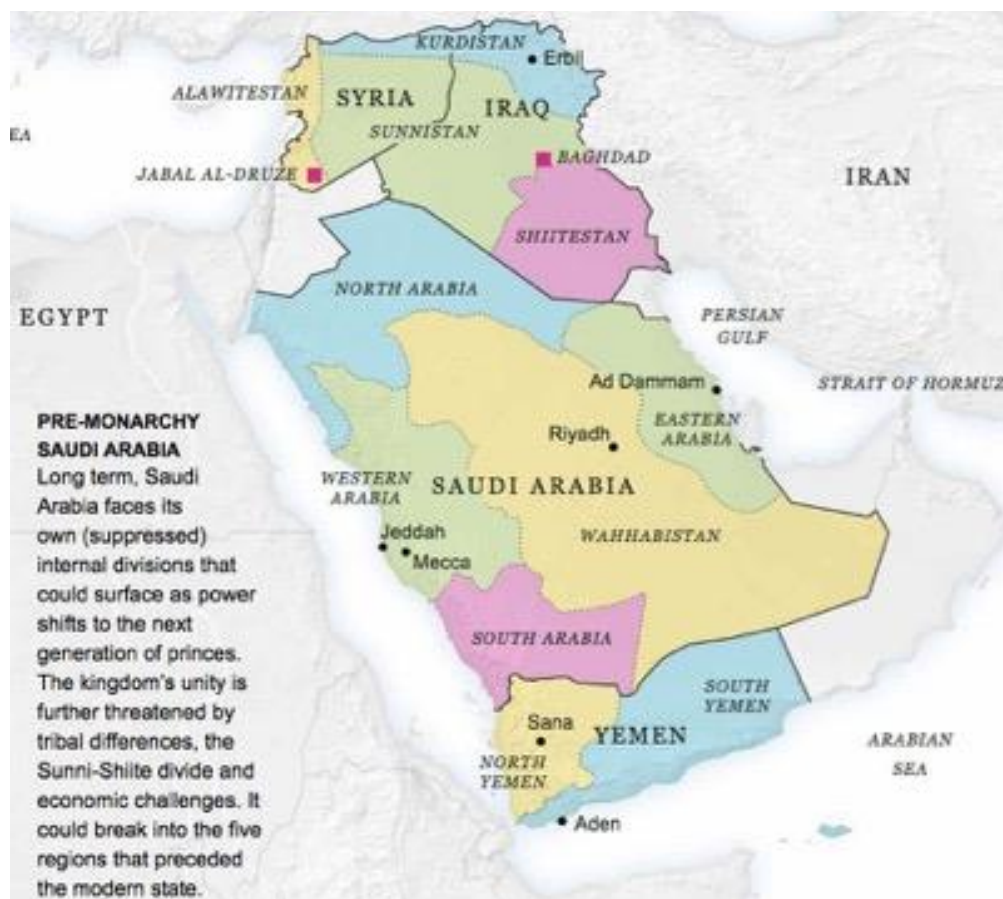 KURDISTAN
Erbil
ALAWITESTAN
SYRIA
IRAQ
EA
SUNNISTAN
JABAL AL-DRUZE
BAGHDAD
IRAN
SHIITESTAN
NORTH ARABIA
EGYPT
PERSIAN
GULF
Ad Dammam
STRAIT OF HORMUZ
PRE-MONARCHY
SAUDI ARABIA
Long term, Saudi
Arabia faces its
own (suppressed)
internal divisions that
could surface as power
shifts to the next
generation of princes.
The kingdom's unity is
further threatened by
tribal differences, the
Sunni-Shiite divide and
economic challenges. It
could break into the five
regions that preceded
the modern state.
EASTERN
ARABIA
Riyadh
WESTERN
ARABIA
SAUDI ARABIA
WAHHABISTAN
Jeddah
Mecca
SOUTH ARABIA
SOUTH
YEMEN
Sana
YEMEN
NORTH
YEMEN
ARABIAN
SEA
Aden